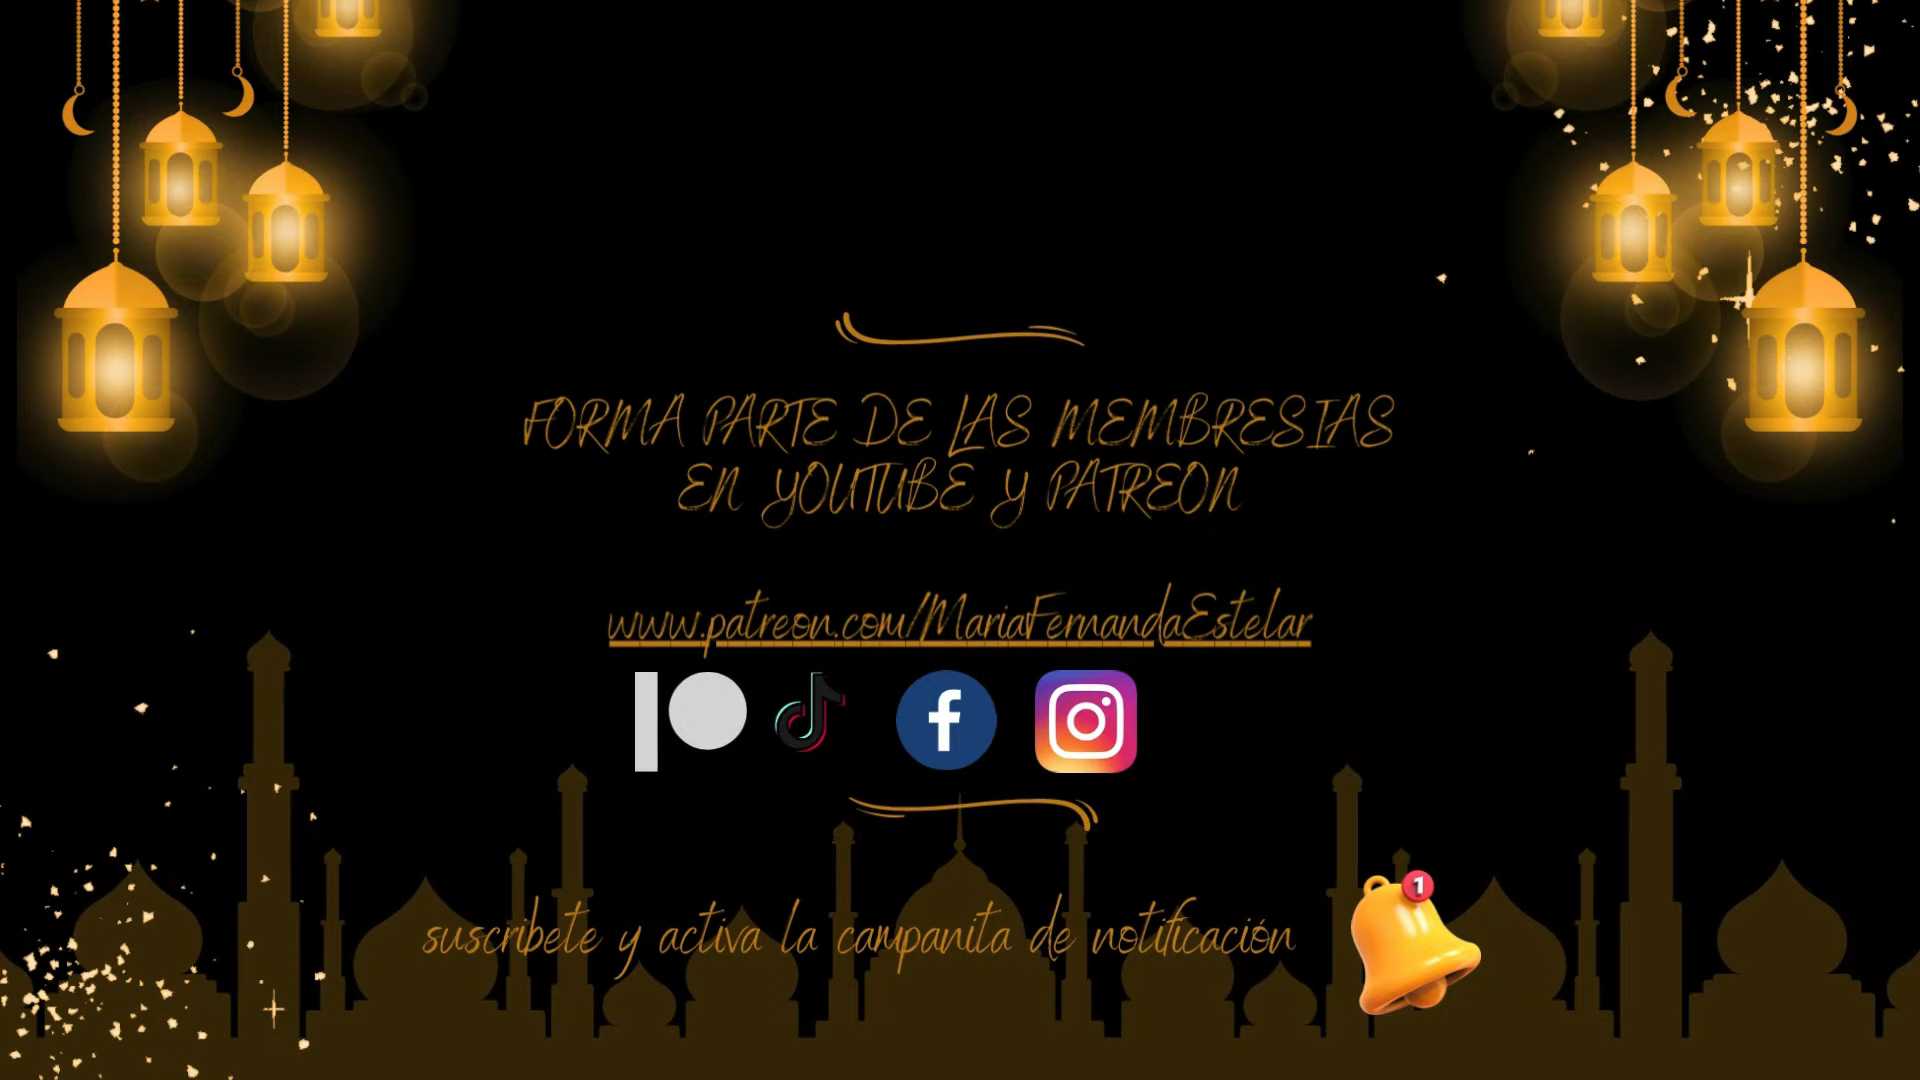 FORMA PARTE DE LAS MEMBRESIAS
EN YOUTUBE Y PATREON
www.patreon.com/MariaFernandaEstelar
suscribete y activa la campanita de notificación
1